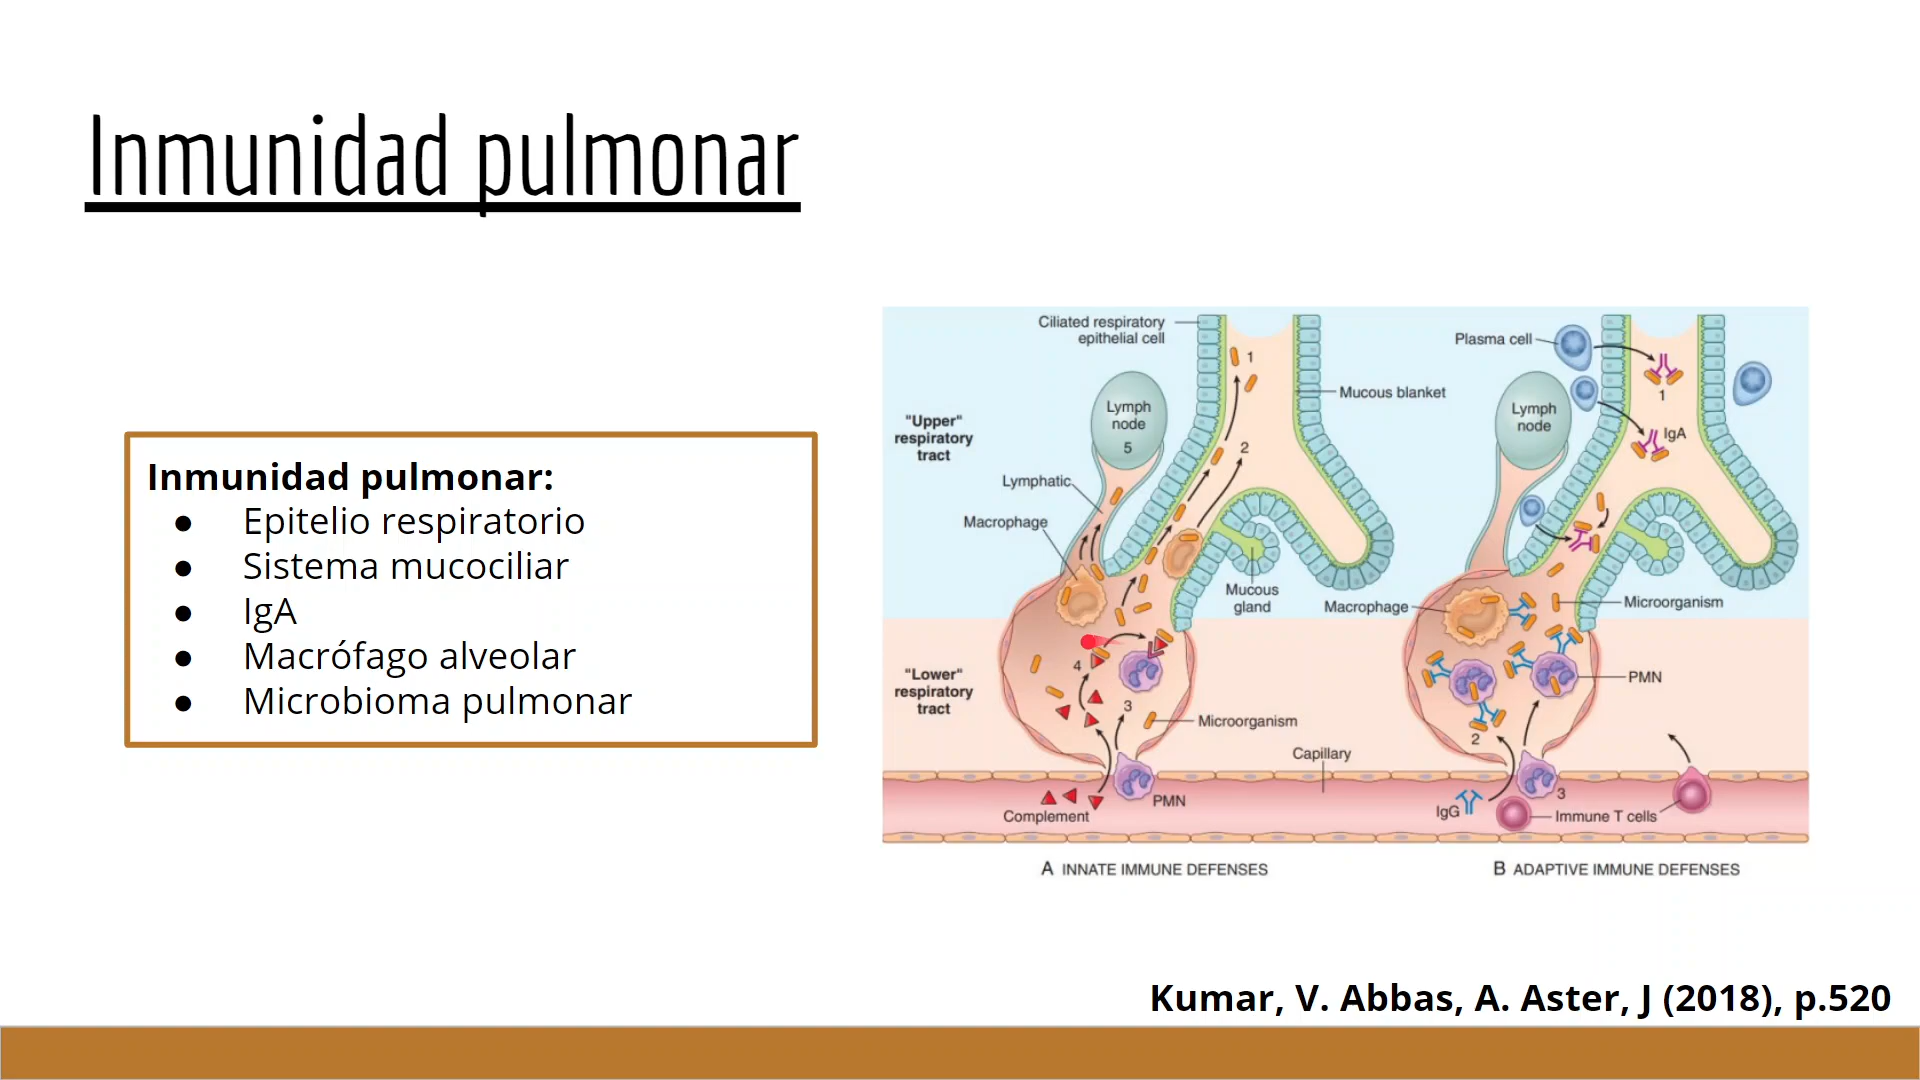 Inmunidad pulmonar
Inmunidad pulmonar:
● Epitelio respiratorio
● Sistema mucociliar
● IgA
● Macrófago alveolar
● Microbioma pulmonar
Ciliated respiratory
epithelial cell
1
Mucous blanket
Lymph
node
5
"Upper"
respiratory
tract
2
Lymphatic
Macrophage
Mucous
gland
4
"Lower"
respiratory
tract
3
Microorganism
Capillary
PMN
Complement
A INNATE IMMUNE DEFENSES
Plasma cell
1
Lymph
node
IgA
Macrophage
Microorganism
PMN
2
IgG
3
Immune T cells
B ADAPTIVE IMMUNE DEFENSES
Kumar, V. Abbas, A. Aster, J (2018), p.520